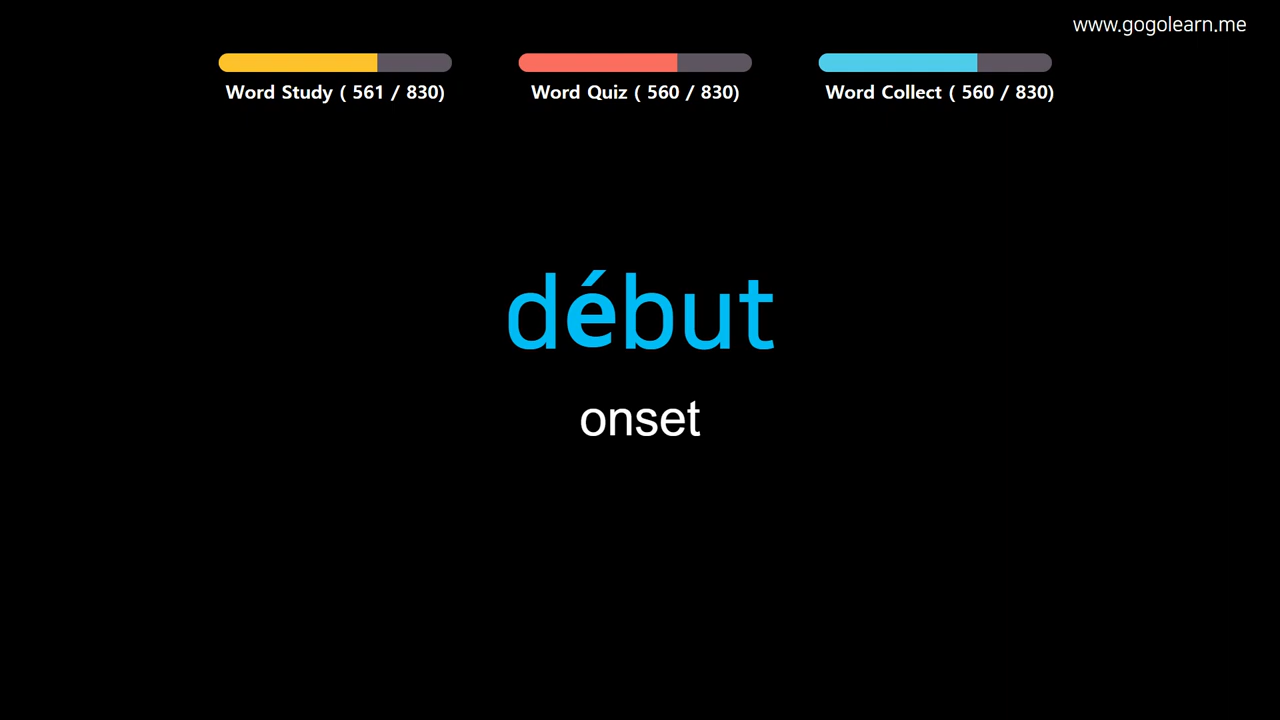 www.gogolearn.me
Word Study ( 561 / 830)
Word Quiz ( 560 / 830)
Word Collect ( 560 / 830)
début
onset